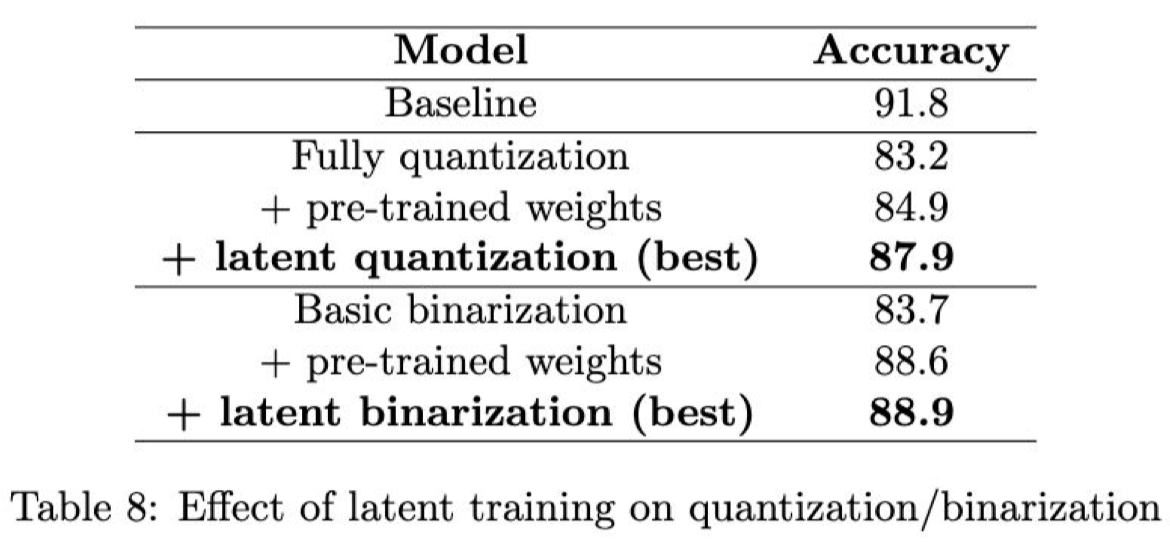 Model Accuracy
Baseline 91.8
Fully quantization 83.2
+ pre-trained weights 84.9
+ latent quantization (best) 87.9
Basic binarization 83.7
+ pre-trained weights 88.6
+ latent binarization (best) 88.9
Table 8: Effect of latent training on quantization/binarization